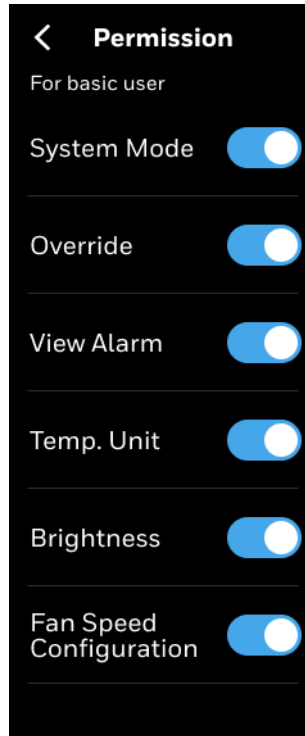 Permission
For basic user
System Mode
Override
View Alarm
Temp. Unit
Brightness
Fan Speed
Configuration